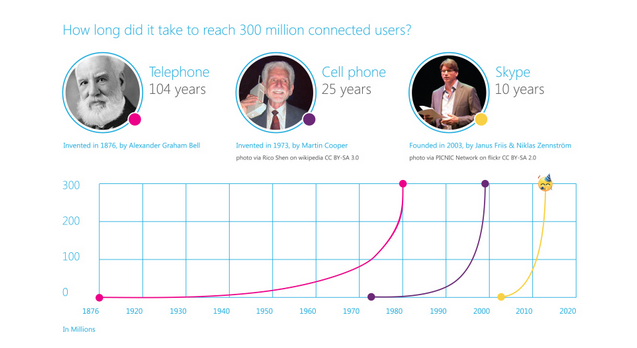 How long did it take to reach 300 million connected users?
Telephone
104 years
Cell phone
25 years
Skype
10 years
Invented in 1876, by Alexander Graham Bell
Invented in 1973, by Martin Cooper
photo via Rico Shen on wikipedia CC BY-SA 3.0
Founded in 2003, by Janus Friis & Niklas Zennström
photo via PICNIC Network on flickr CC BY-SA 2.0
300
200
100
0
1876 1920 1930 1940 1950 1960 1970 1980 1990 2000 2010 2020
In Millions